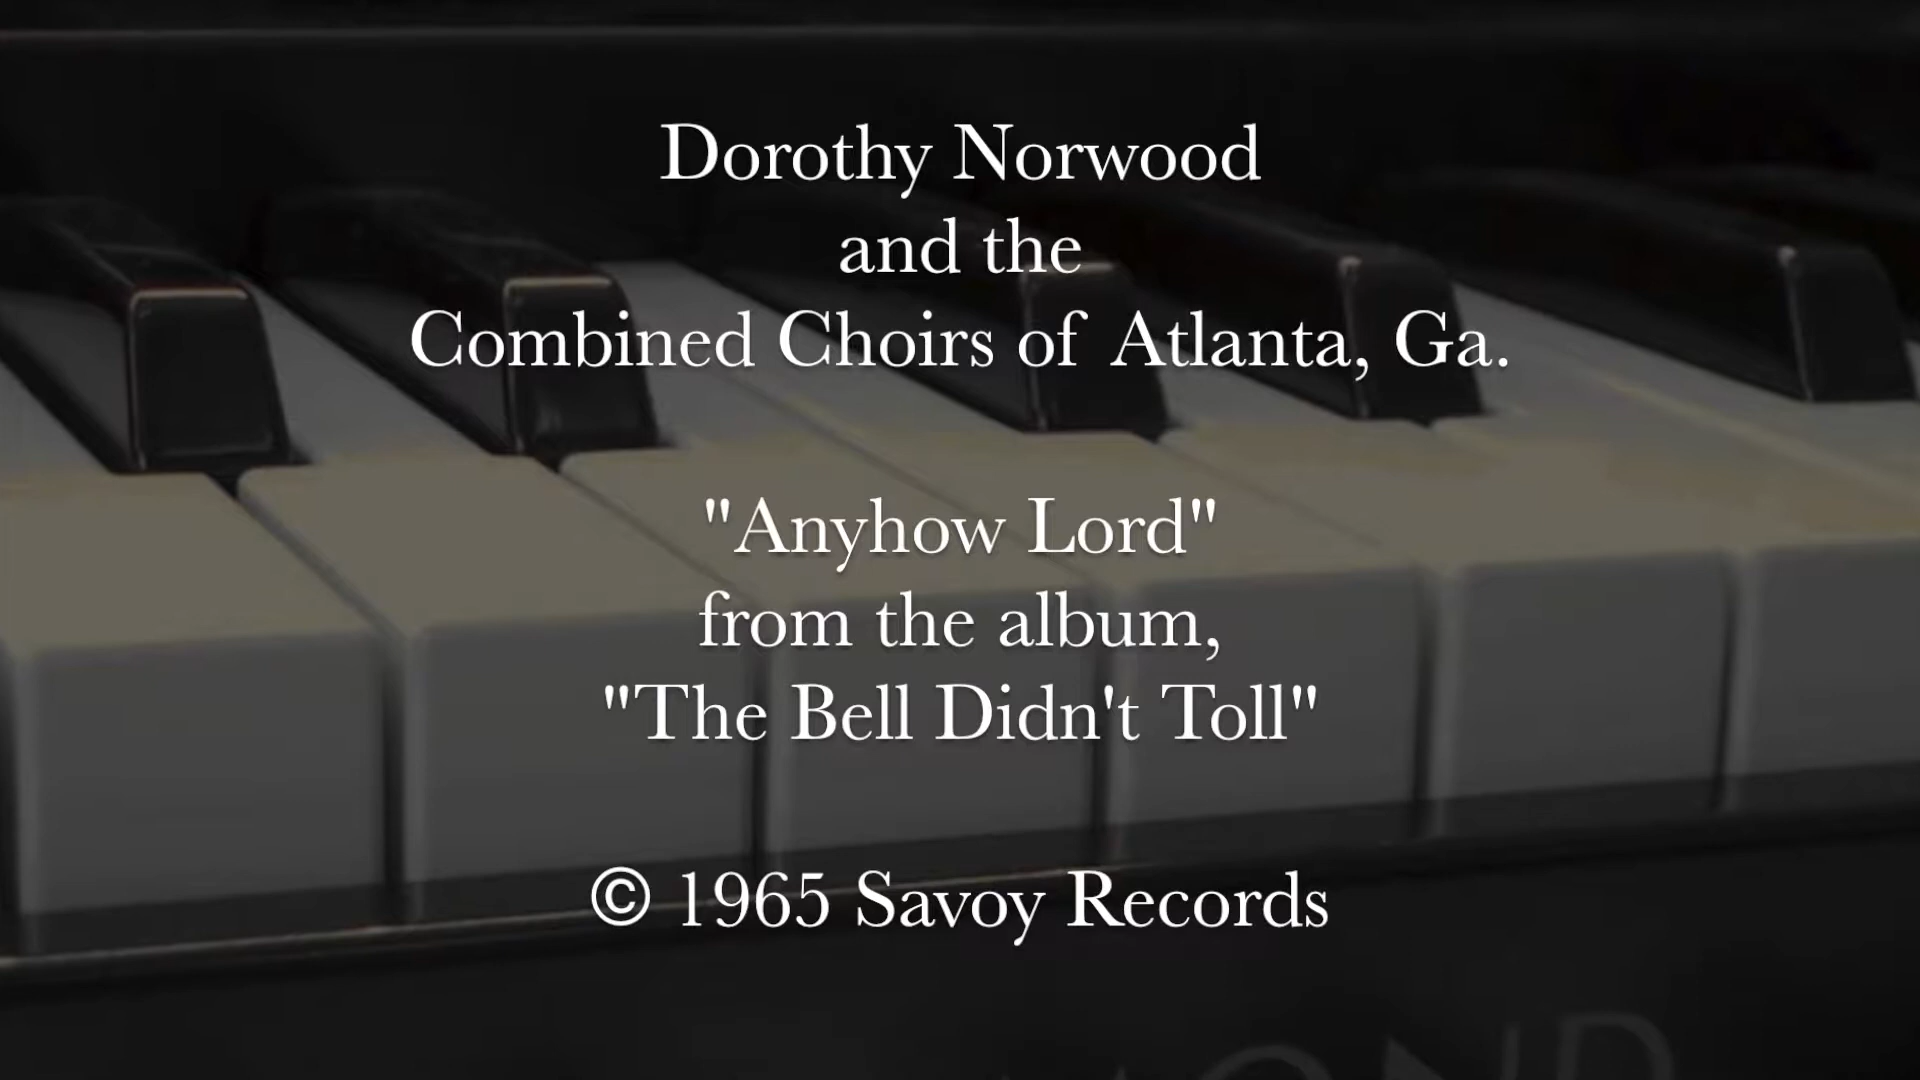 Dorothy Norwood
and the
Combined Choirs of Atlanta, Ga.
"Anyhow Lord"
from the album,
"The Bell Didn't Toll"
© 1965 Savoy Records